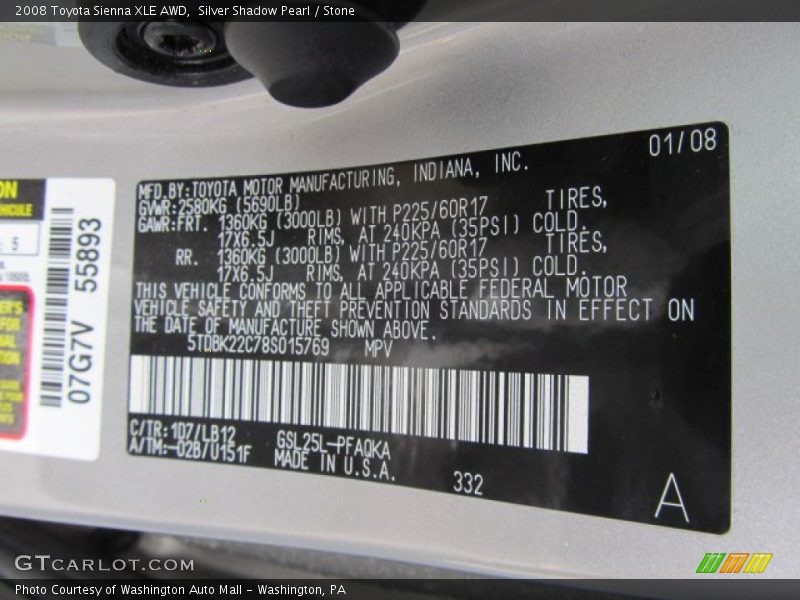 2008 Toyota Sienna XLE AWD,  Silver Shadow Pearl / Stone
01/08
MFD.BY:TOYOTA MOTOR MANUFACTURING, INDIANA, INC.
GVWR:2580KG (5690LB)
GAWR:FRT. 1360KG (3000LB) WITH P225/60R17 TIRES,
17X6.5J RIMS, AT 240KPA (35PSI) COLD.
RR. 1360KG (3000LB) WITH P225/60R17 TIRES,
17X6.5J RIMS, AT 240KPA (35PSI) COLD.
THIS VEHICLE CONFORMS TO ALL APPLICABLE FEDERAL MOTOR
VEHICLE SAFETY AND THEFT PREVENTION STANDARDS IN EFFECT ON
THE DATE OF MANUFACTURE SHOWN ABOVE.
5TDBK22C78S015769 MPV
C/TR:1D7/LB12 GSL25L-PFAQKA
A/TM:-02B/U151F MADE IN U.S.A. 332
A
5
07G7V 55893
GTCARLOT.COM
Photo Courtesy of Washington Auto Mall - Washington, PA